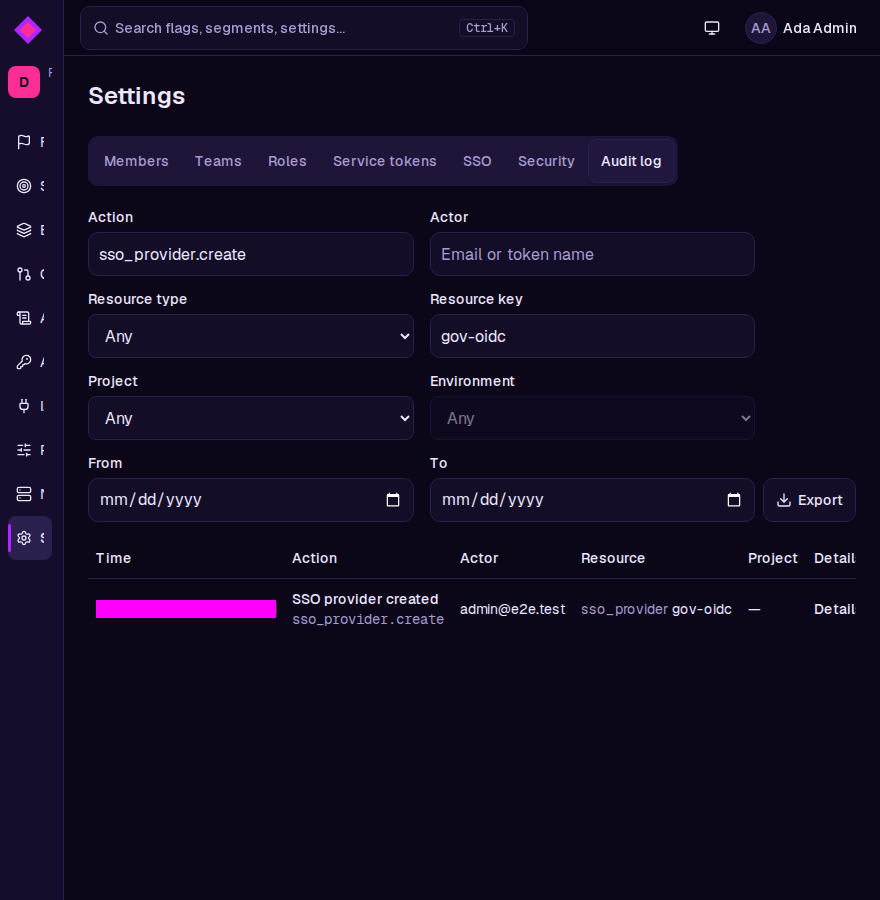 Search flags, segments, settings...
Ctrl+K
AA
Ada Admin
D
Settings
Members
Teams
Roles
Service tokens
SSO
Security
Audit log
Action
Actor
sso_provider.create
Email or token name
Resource type
Resource key
Any
gov-oidc
Project
Environment
Any
Any
From
To
mm/dd/yyyy
mm/dd/yyyy
Export
Time
Action
Actor
Resource
Project
Details
SSO provider created
sso_provider.create
admin@e2e.test
sso_provider gov-oidc
—
Details